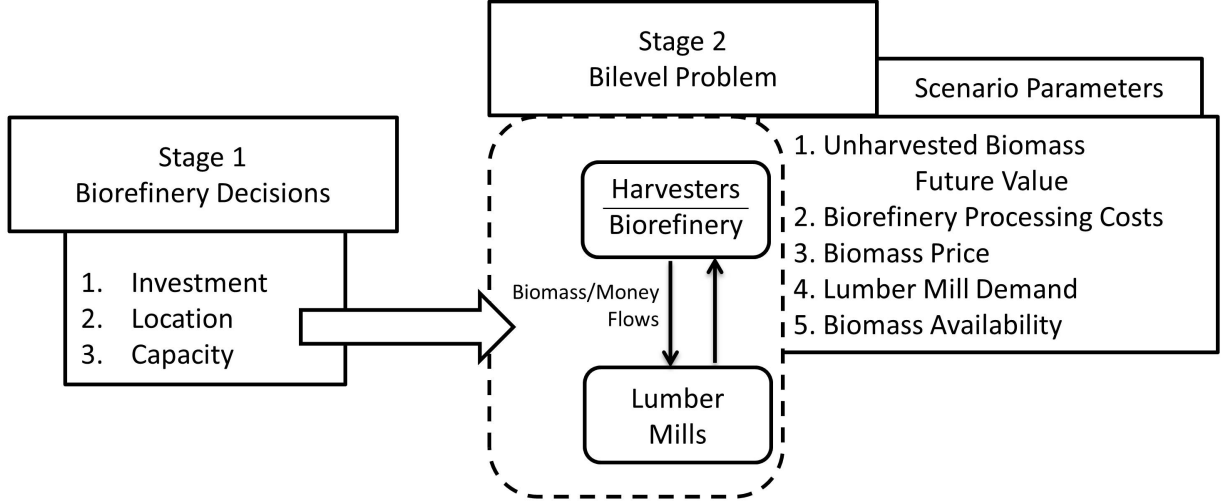 Stage 1
Biorefinery Decisions
1. Investment
2. Location
3. Capacity
Stage 2
Bilevel Problem
Harvesters
Biorefinery
Biomass/Money
Flows
Lumber
Mills
Scenario Parameters
1. Unharvested Biomass
Future Value
2. Biorefinery Processing Costs
3. Biomass Price
4. Lumber Mill Demand
5. Biomass Availability